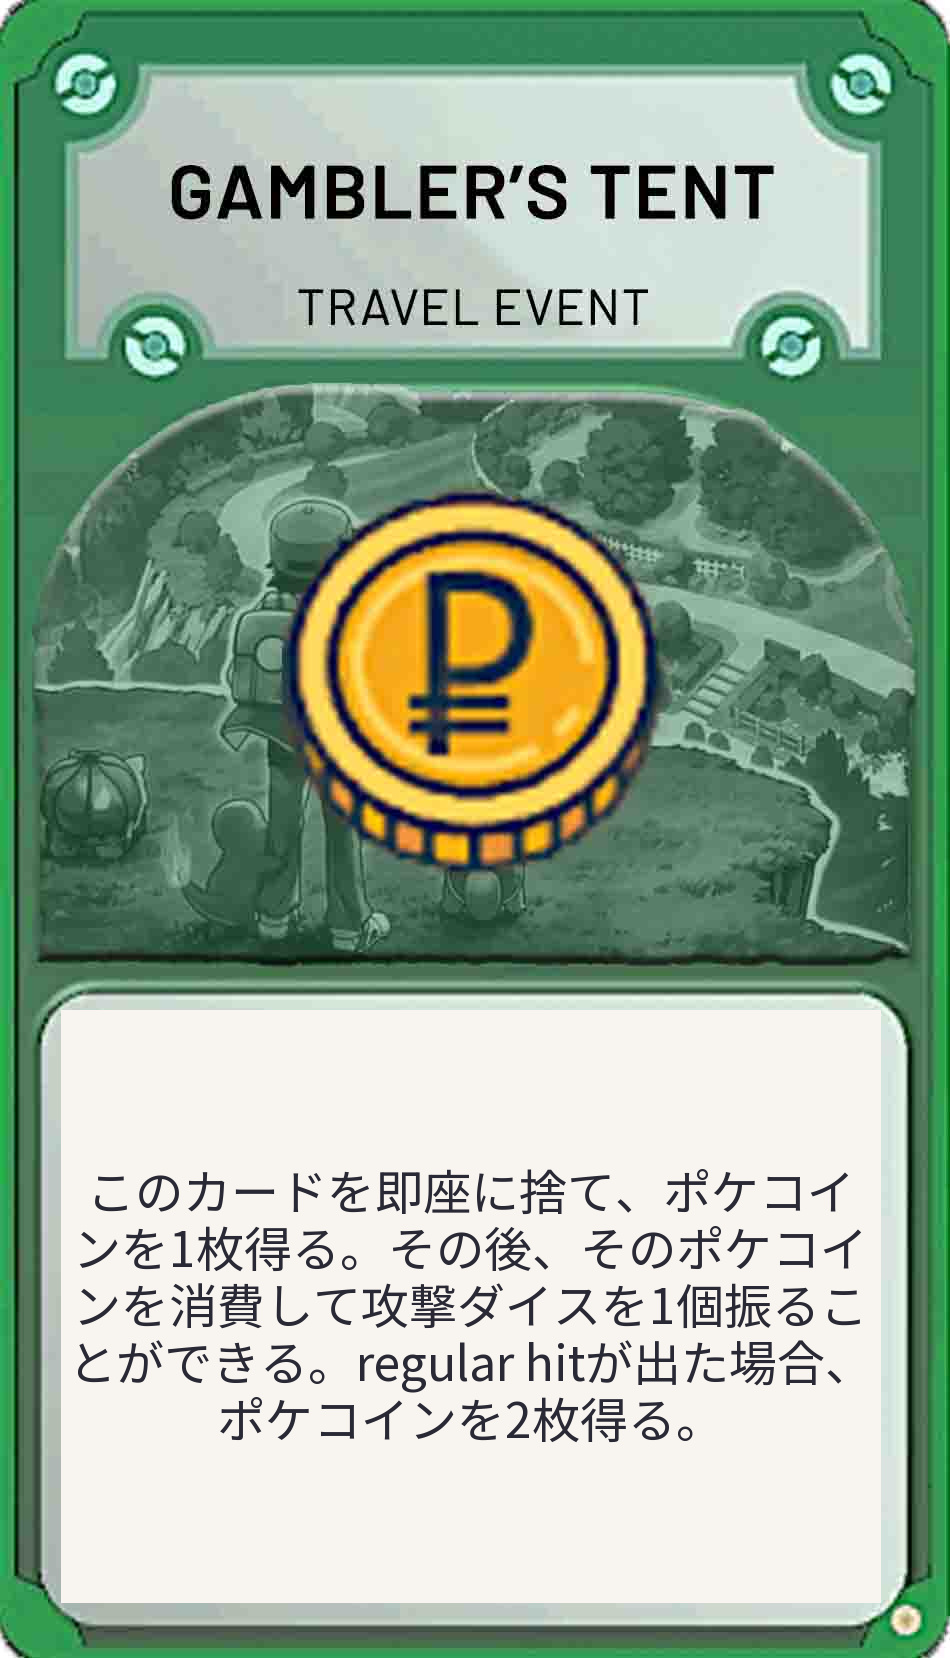 GAMBLER'S TENT
TRAVEL EVENT
このカードを即座に捨て、ポケコイ
ンを1枚得る。その後、そのポケコイ
ンを消費して攻撃ダイスを1個振るこ
とができる。regular hitが出た場合、
ポケコインを2枚得る。